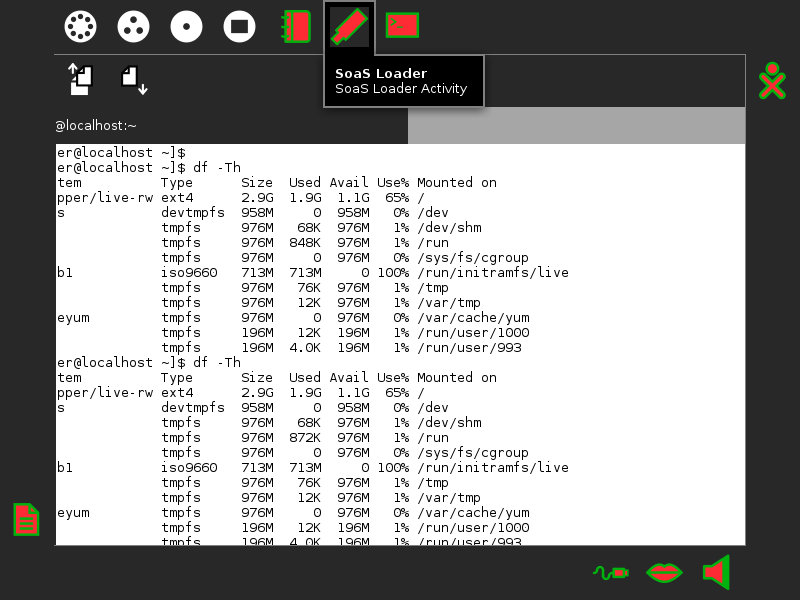 SoaS Loader
SoaS Loader Activity
@localhost:~
er@localhost ~]$
er@localhost ~]$ df -Th
tem Type Size Used Avail Use% Mounted on
pper/live-rw ext4 2.9G 1.9G 1.1G 65% /
s devtmpfs 958M 0 958M 0% /dev
tmpfs 976M 68K 976M 1% /dev/shm
tmpfs 976M 848K 976M 1% /run
tmpfs 976M 0 976M 0% /sys/fs/cgroup
b1 iso9660 713M 713M 0 100% /run/initramfs/live
tmpfs 976M 76K 976M 1% /tmp
tmpfs 976M 12K 976M 1% /var/tmp
eyum tmpfs 976M 0 976M 0% /var/cache/yum
tmpfs 196M 12K 196M 1% /run/user/1000
tmpfs 196M 4.0K 196M 1% /run/user/993
er@localhost ~]$ df -Th
tem Type Size Used Avail Use% Mounted on
pper/live-rw ext4 2.9G 1.9G 1.1G 65% /
s devtmpfs 958M 0 958M 0% /dev
tmpfs 976M 68K 976M 1% /dev/shm
tmpfs 976M 872K 976M 1% /run
tmpfs 976M 0 976M 0% /sys/fs/cgroup
b1 iso9660 713M 713M 0 100% /run/initramfs/live
tmpfs 976M 76K 976M 1% /tmp
tmpfs 976M 12K 976M 1% /var/tmp
eyum tmpfs 976M 0 976M 0% /var/cache/yum
tmpfs 196M 12K 196M 1% /run/user/1000
tmpfs 196M 4.0K 196M 1% /run/user/993